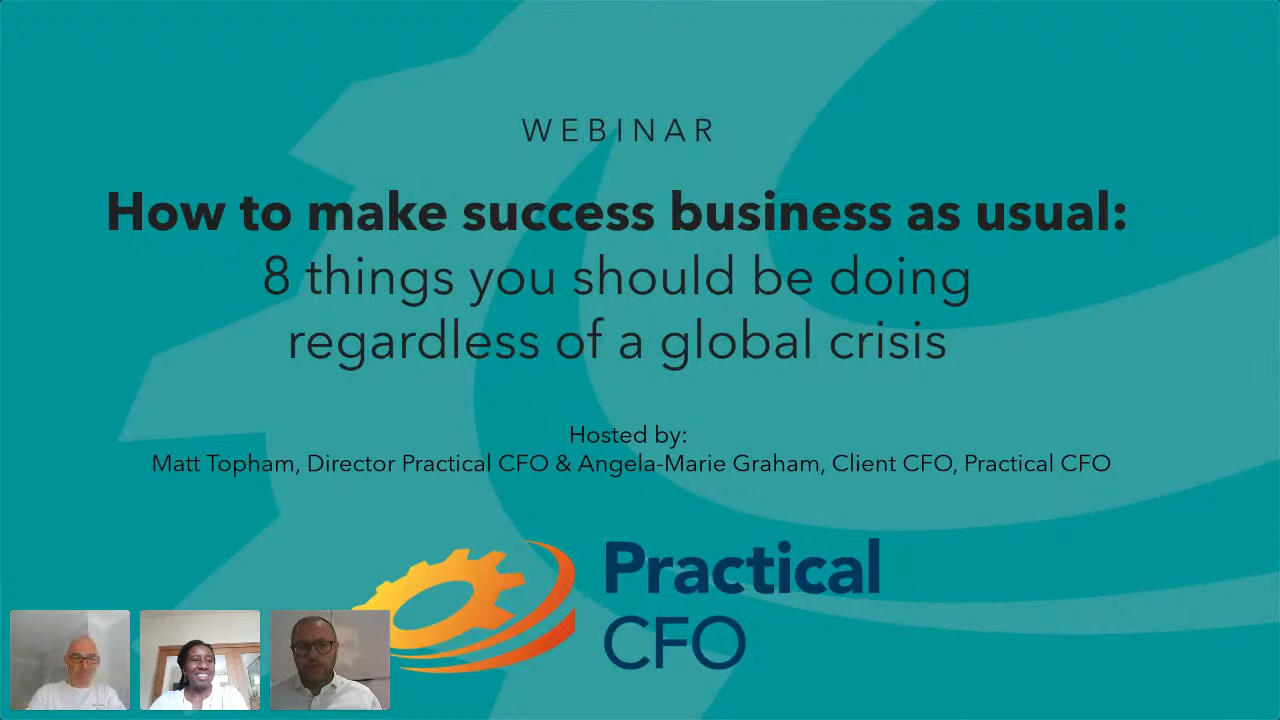 WEBINAR
How to make success business as usual:
8 things you should be doing
regardless of a global crisis
Hosted by:
Matt Topham, Director Practical CFO & Angela-Marie Graham, Client CFO, Practical CFO
Practical
CFO